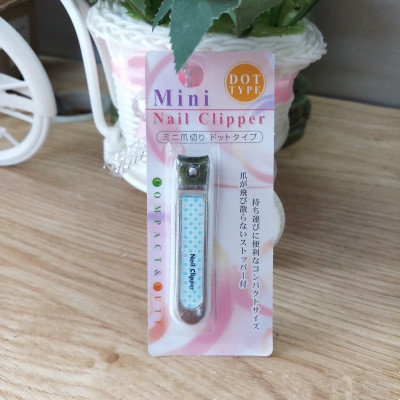 Mini
DOT
TYPE
Nail Clipper
ミニ爪切り ドットタイプ
持ち運びに便利なコンパクトサイズ
爪が飛び散らないストッパー付
COMPACT & CUTY
Nail Clipper